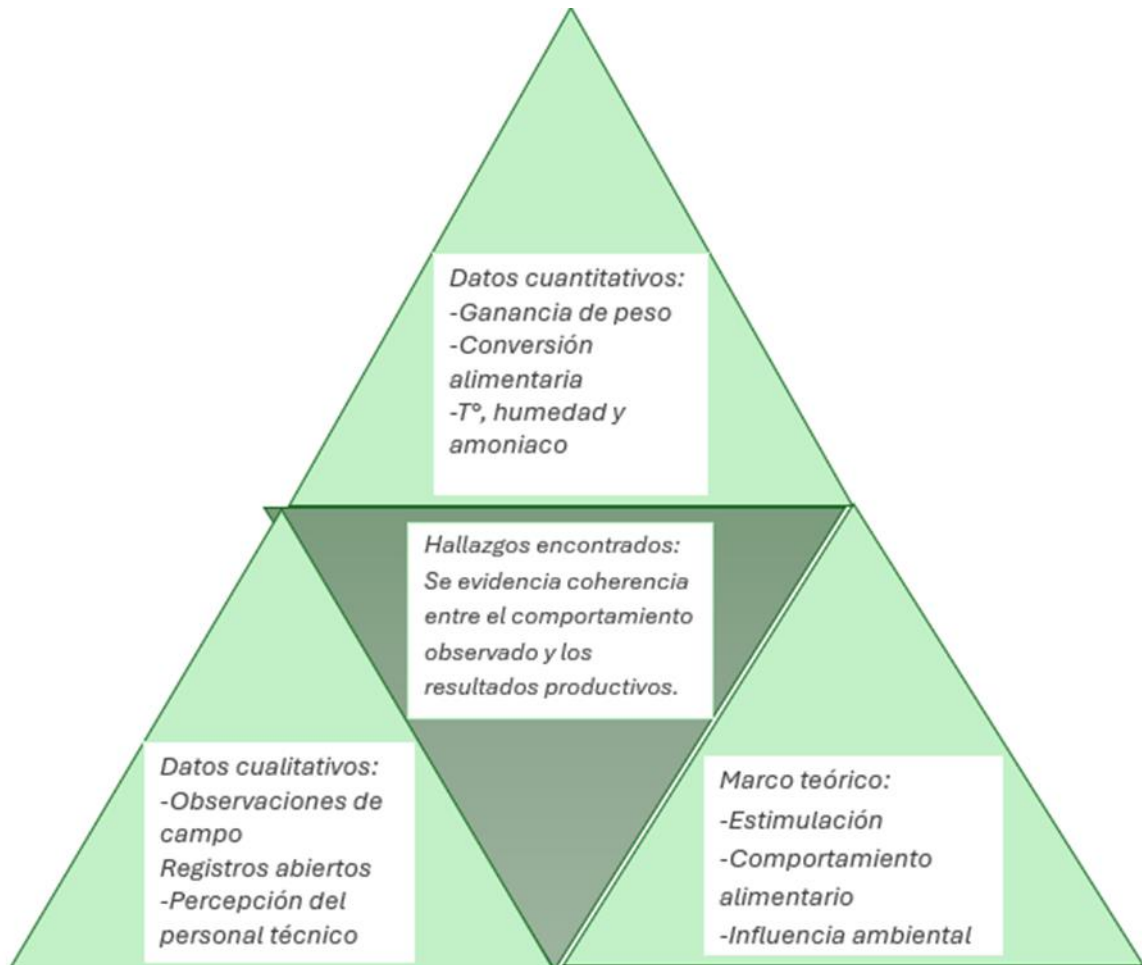 Datos cuantitativos:
-Ganancia de peso
-Conversión
alimentaria
-T°, humedad y
amoniaco
Hallazgos encontrados:
Se evidencia coherencia
entre el comportamiento
observado y los
resultados productivos.
Datos cualitativos:
-Observaciones de
campo
Registros abiertos
-Percepción del
personal técnico
Marco teórico:
-Estimulación
-Comportamiento
alimentario
-Influencia ambiental